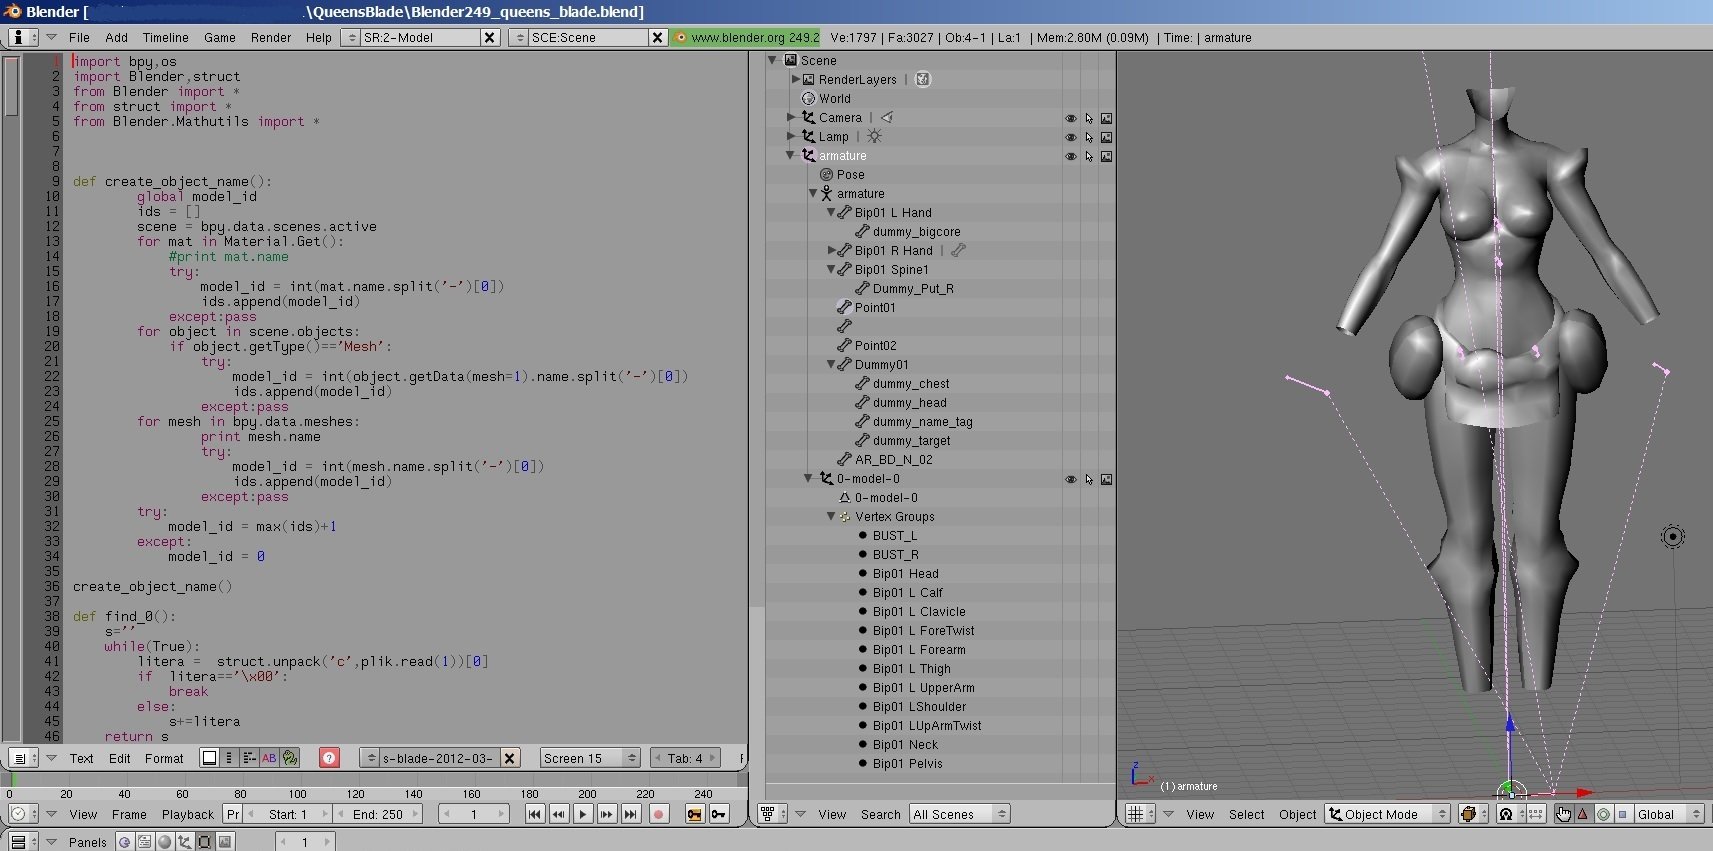 Blender [ \QueensBlade\Blender249_queens_blade.blend]
File Add Timeline Game Render Help SR:2-Model SCE:Scene www.blender.org 249.2 Ve:1797 | Fa:3027 | Ob:4-1 | La:1 | Mem:2.80M (0.09M) | Time: | armature
1 import bpy,os
2 import Blender,struct
3 from Blender import *
4 from struct import *
5 from Blender.Mathutils import *
6
7
8
9 def create_object_name():
10 global model_id
11 ids = []
12 scene = bpy.data.scenes.active
13 for mat in Material.Get():
14 #print mat.name
15 try:
16 model_id = int(mat.name.split('-')[0])
17 ids.append(model_id)
18 except:pass
19 for object in scene.objects:
20 if object.getType()=='Mesh':
21 try:
22 model_id = int(object.getData(mesh=1).name.split('-')[0])
23 ids.append(model_id)
24 except:pass
25 for mesh in bpy.data.meshes:
26 print mesh.name
27 try:
28 model_id = int(mesh.name.split('-')[0])
29 ids.append(model_id)
30 except:pass
31 try:
32 model_id = max(ids)+1
33 except:
34 model_id = 0
35
36 create_object_name()
37
38 def find_0():
39 s=''
40 while(True):
41 litera = struct.unpack('c',plik.read(1))[0]
42 if litera=='\x00':
43 break
44 else:
45 s+=litera
46 return s
Text Edit Format AB s-blade-2012-03- Screen 15 Tab: 4
0 20 40 60 80 100 120 140 160 180 200 220 240
View Frame Playback Pr Start: 1 End: 250 1
Panels 1
Scene
RenderLayers |
World
Camera |
Lamp |
armature
Pose
armature
Bip01 L Hand
dummy_bigcore
Bip01 R Hand |
Bip01 Spine1
Dummy_Put_R
Point01
Point02
Dummy01
dummy_chest
dummy_head
dummy_name_tag
dummy_target
AR_BD_N_02
0-model-0
0-model-0
Vertex Groups
BUST_L
BUST_R
Bip01 Head
Bip01 L Calf
Bip01 L Clavicle
Bip01 L ForeTwist
Bip01 L Forearm
Bip01 L Thigh
Bip01 L UpperArm
Bip01 LShoulder
Bip01 LUpArmTwist
Bip01 Neck
Bip01 Pelvis
View Search All Scenes
z
x
(1) armature
View Select Object Object Mode Global